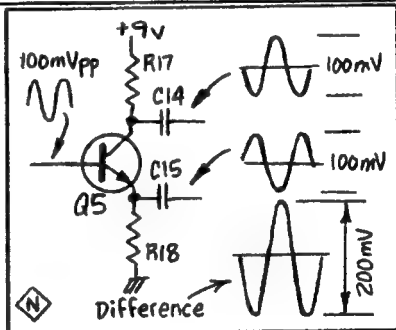 +9v
100mVpp
R17
C14
100mV
C15
100mV
Q5
R18
200mV
N
Difference